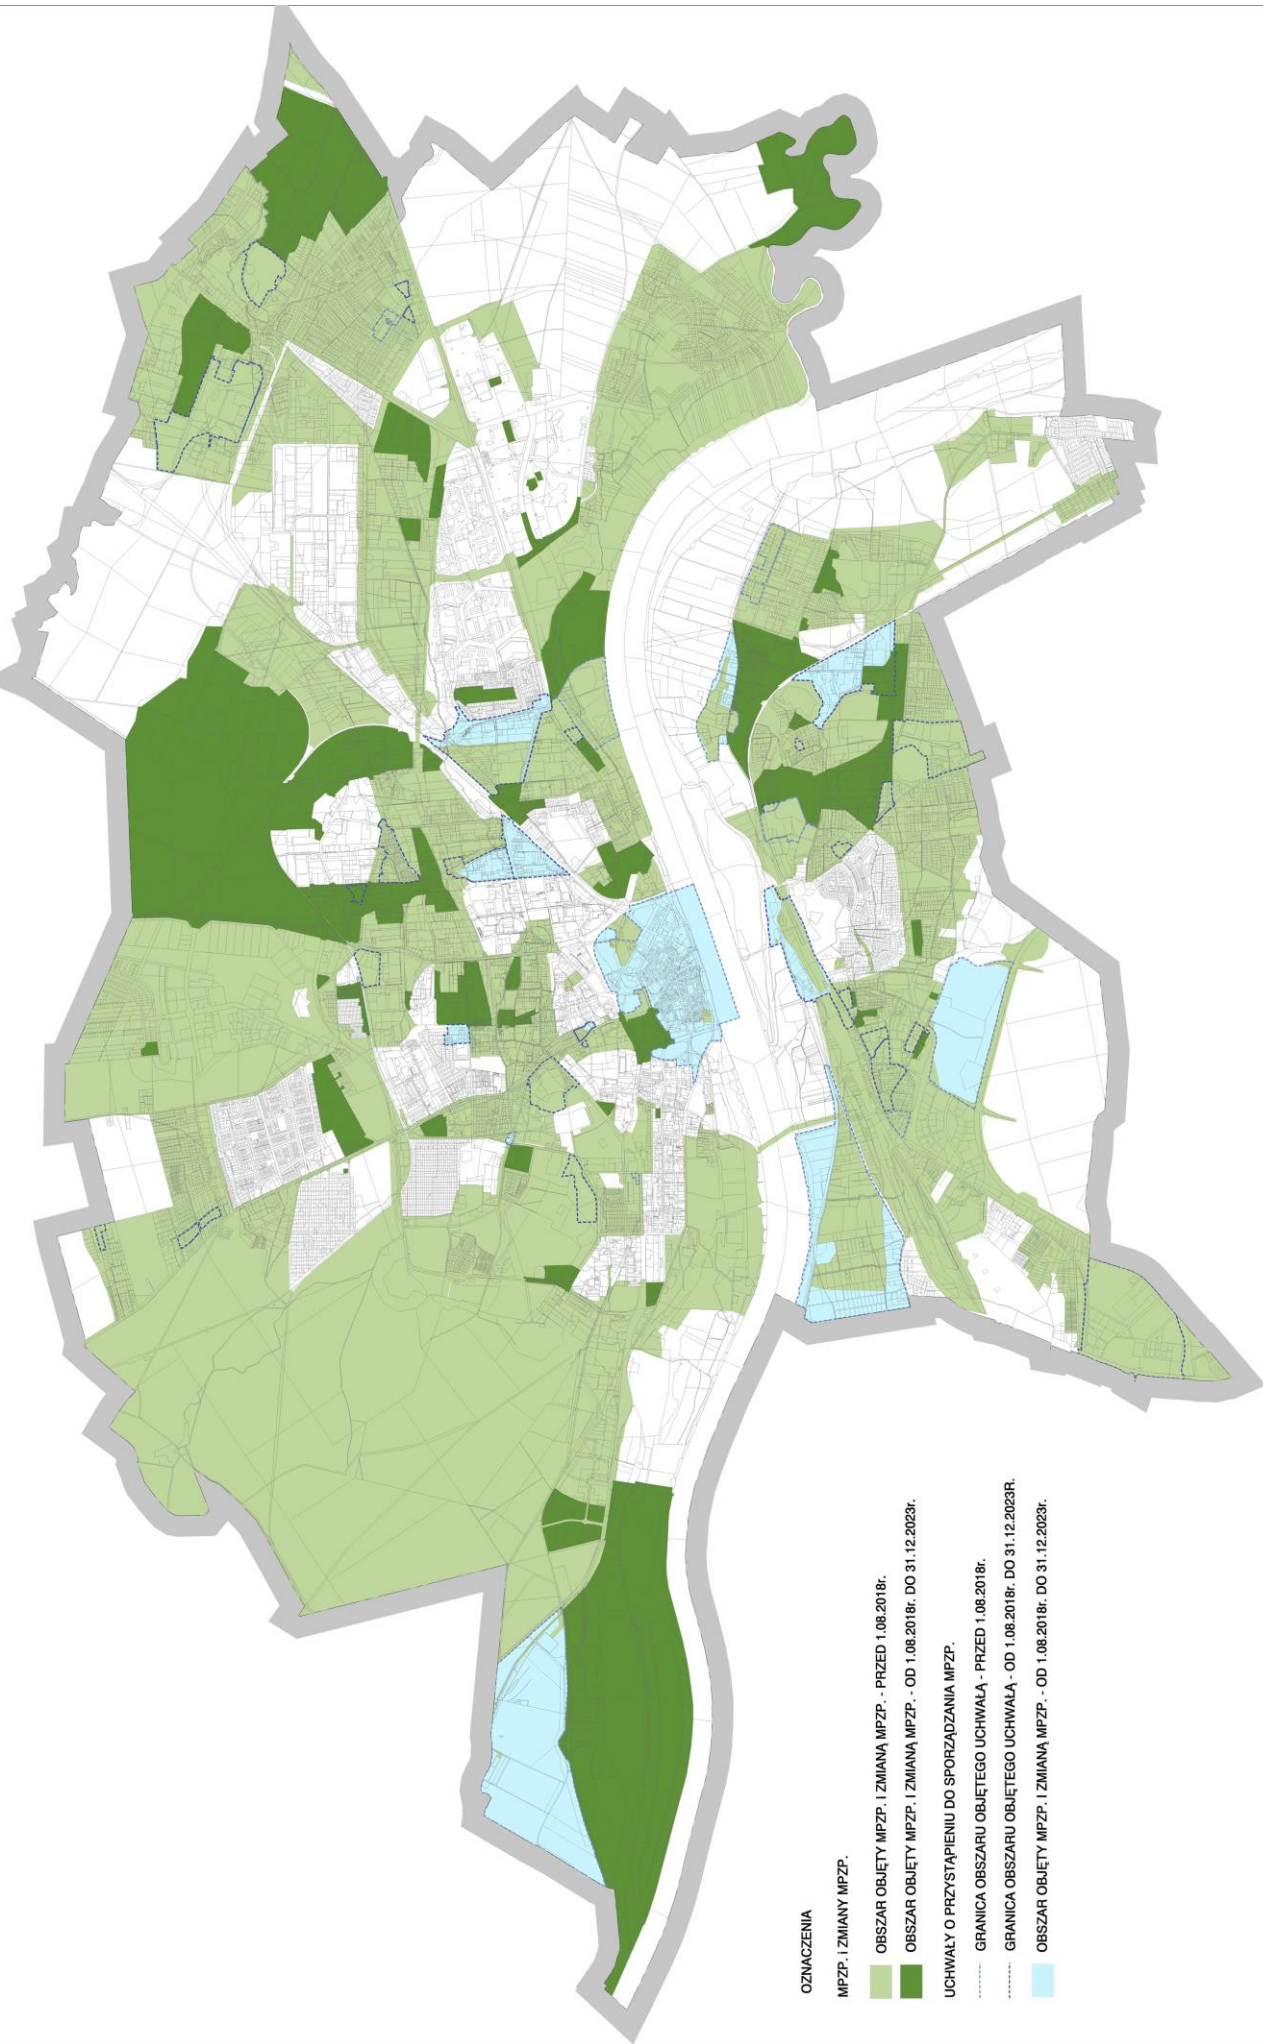 OZNACZENIA
MPZP. I ZMIANY MPZP.
OBSZAR OBJĘTY MPZP. I ZMIANĄ MPZP. - PRZED 1.08.2018r.
OBSZAR OBJĘTY MPZP. I ZMIANĄ MPZP. - OD 1.08.2018r. DO 31.12.2023r.
UCHWAŁY O PRZYSTĄPIENIU DO SPORZĄDZANIA MPZP.
GRANICA OBSZARU OBJĘTEGO UCHWAŁĄ - PRZED 1.08.2018r.
GRANICA OBSZARU OBJĘTEGO UCHWAŁĄ - OD 1.08.2018r. DO 31.12.2023R.
OBSZAR OBJĘTY MPZP. I ZMIANĄ MPZP. - OD 1.08.2018r. DO 31.12.2023r.